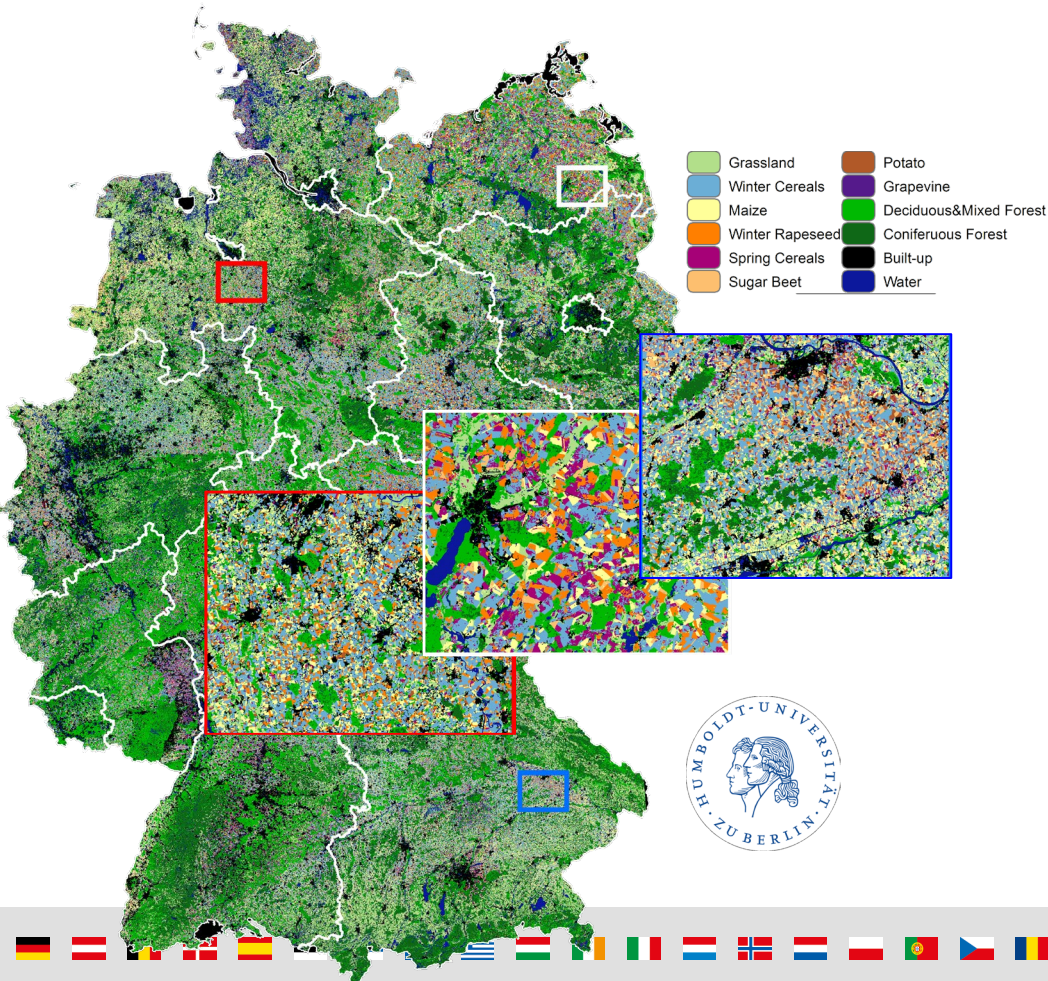 Grassland
Winter Cereals
Maize
Winter Rapeseed
Spring Cereals
Sugar Beet
Potato
Grapevine
Deciduous&Mixed Forest
Coniferuous Forest
Built-up
Water
HUMBOLDT-UNIVERSITÄT
ZU BERLIN